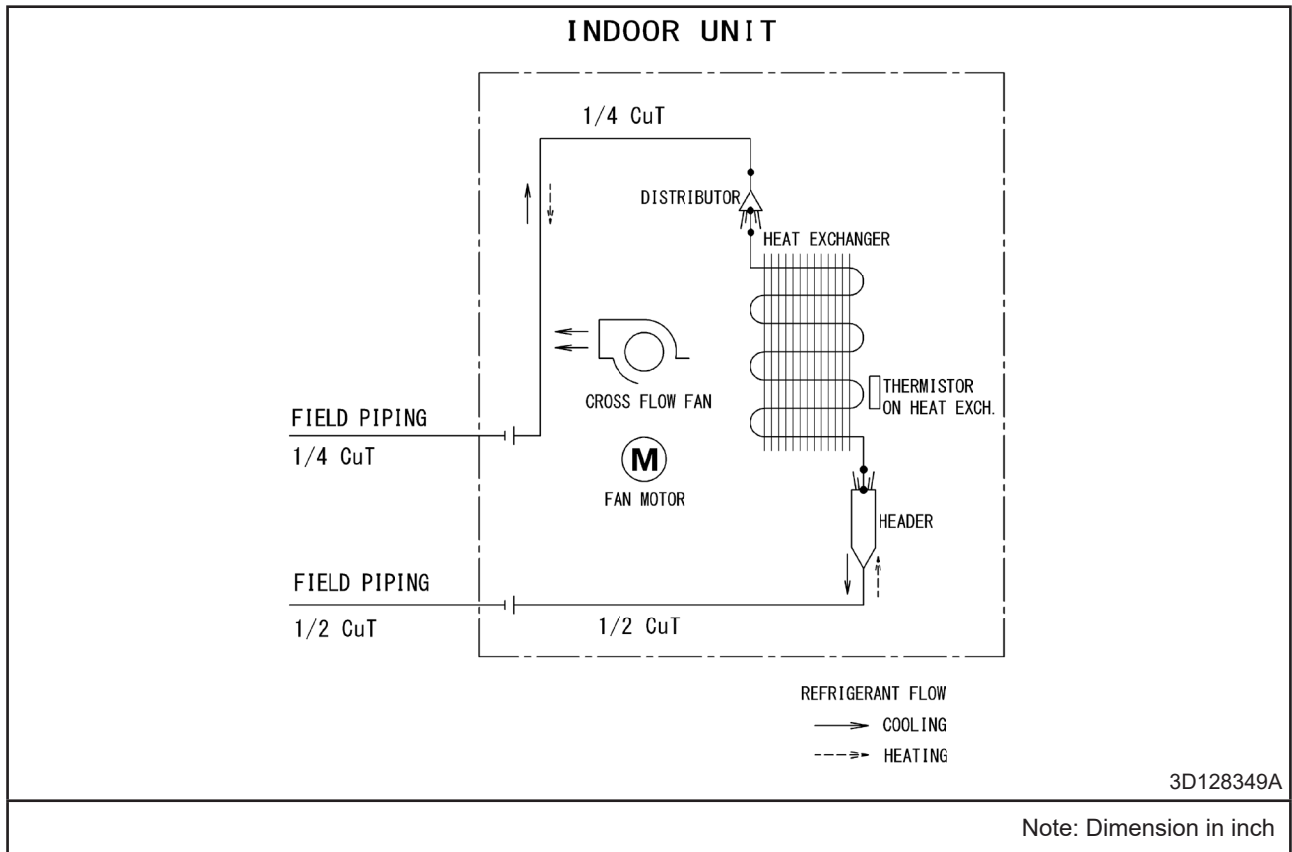 INDOOR UNIT
1/4 CuT
DISTRIBUTOR
HEAT EXCHANGER
THERMISTOR
ON HEAT EXCH.
CROSS FLOW FAN
FIELD PIPING
1/4 CuT
M
FAN MOTOR
HEADER
FIELD PIPING
1/2 CuT
1/2 CuT
REFRIGERANT FLOW
COOLING
HEATING
3D128349A
Note: Dimension in inch